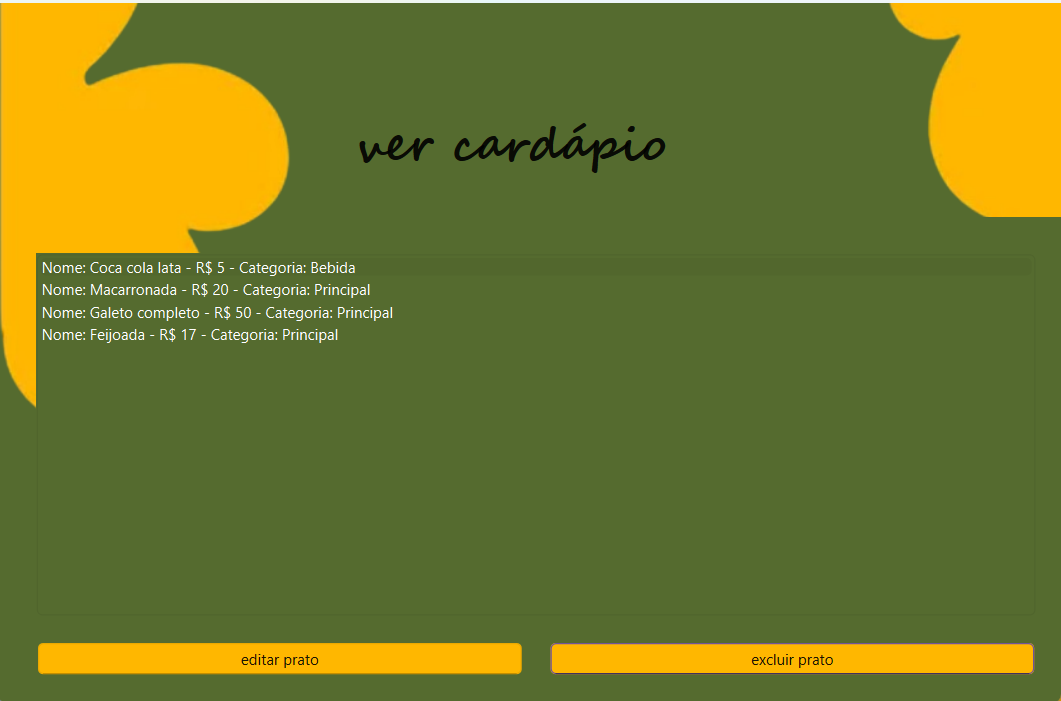 ver cardápio
Nome: Coca cola lata - R$ 5 - Categoria: Bebida
Nome: Macarronada - R$ 20 - Categoria: Principal
Nome: Galeto completo - R$ 50 - Categoria: Principal
Nome: Feijoada - R$ 17 - Categoria: Principal
editar prato
excluir prato